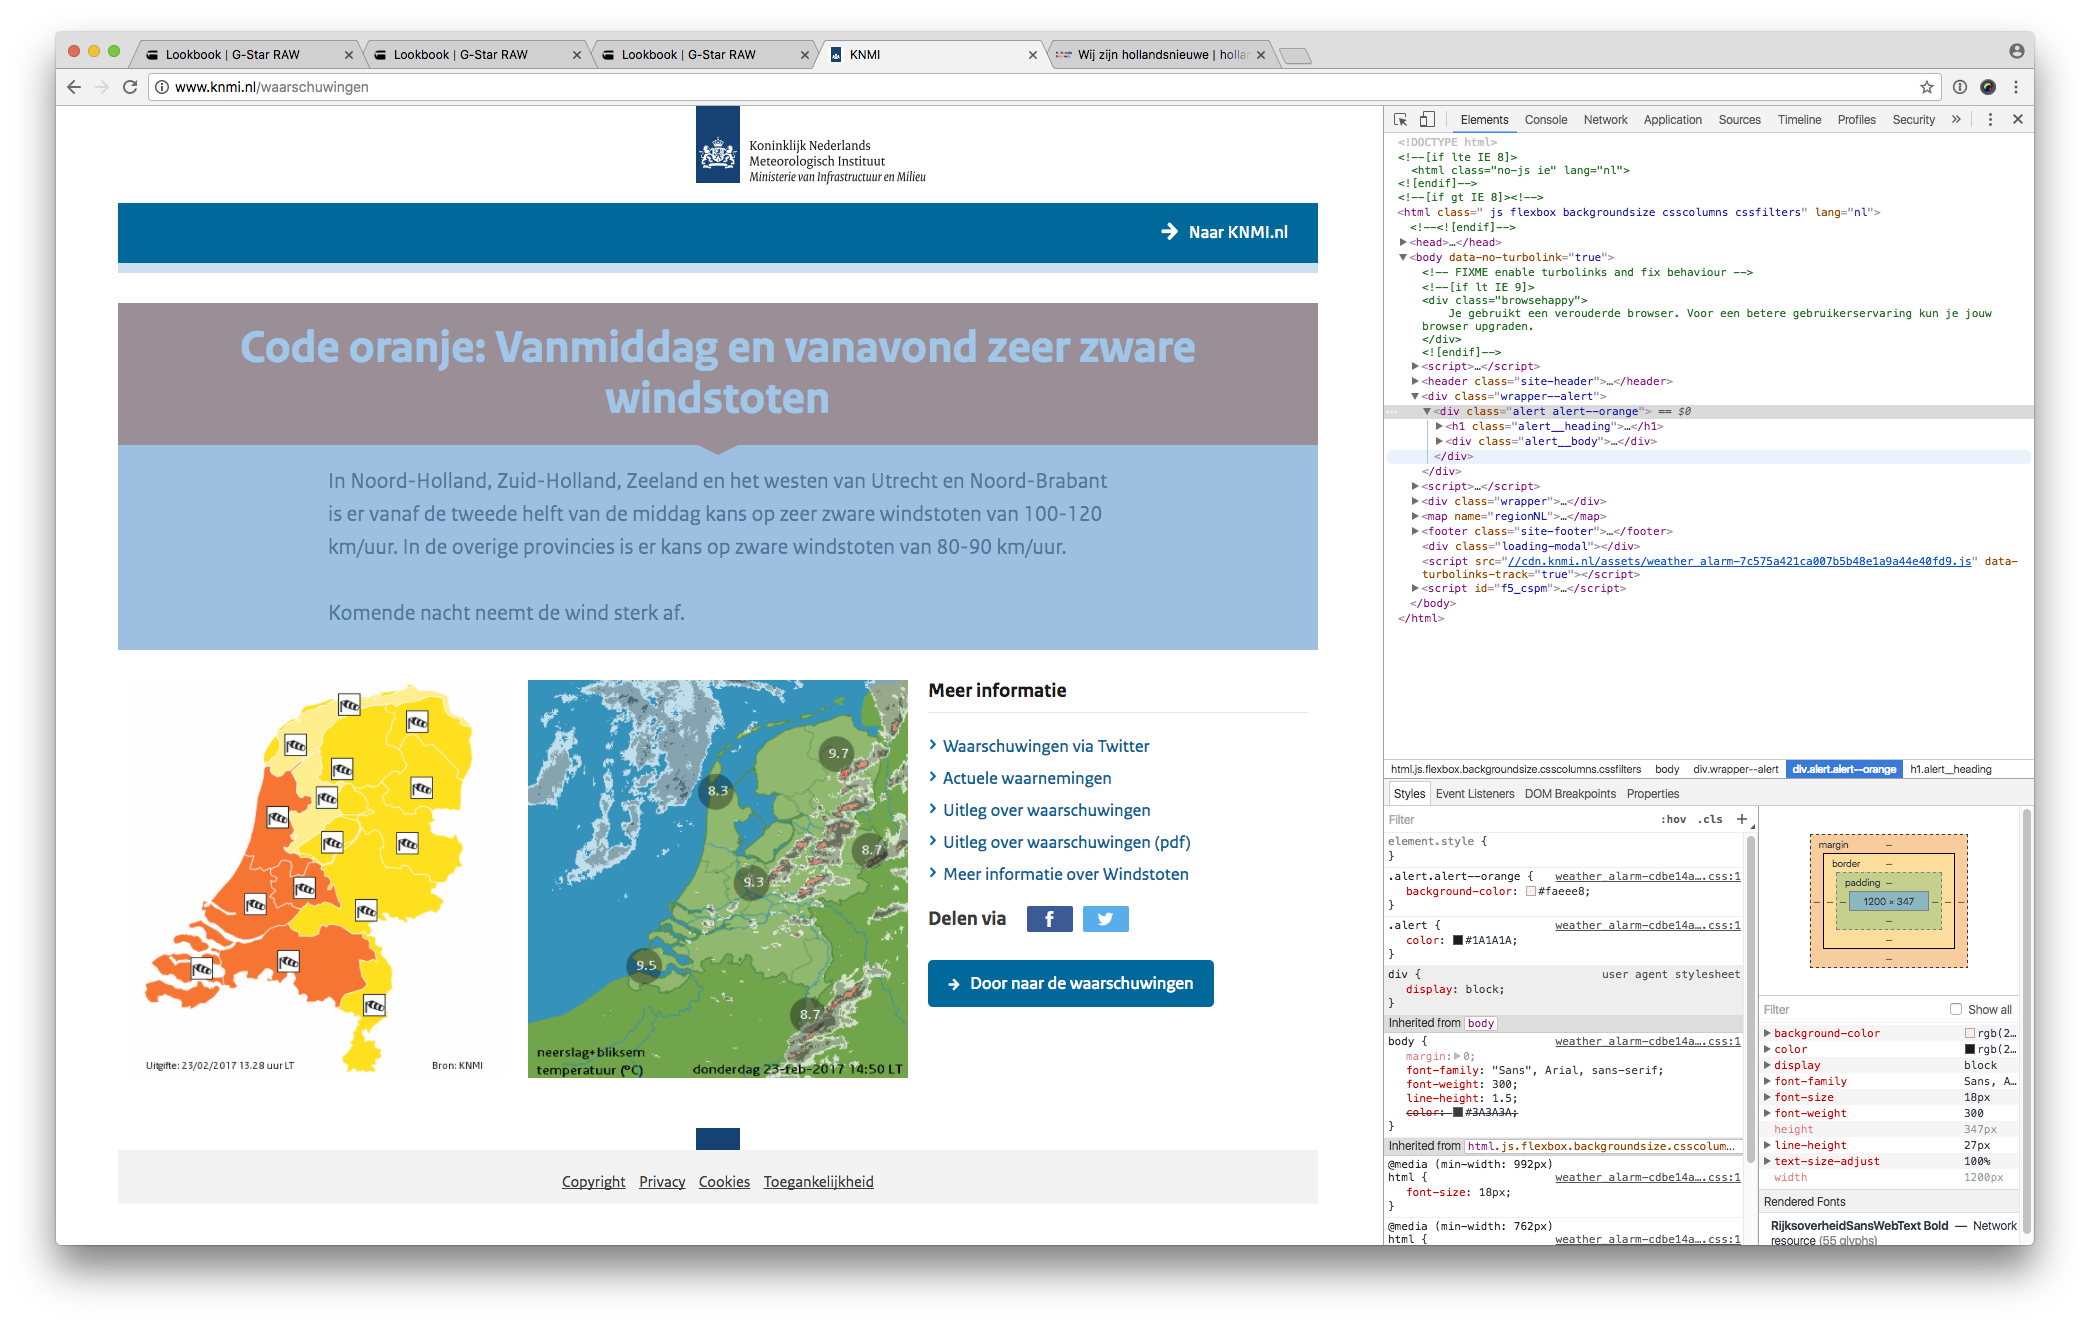 Lookbook | G-Star RAW
Lookbook | G-Star RAW
Lookbook | G-Star RAW
KNMI
Wij zijn hollandsnieuwe | hollan
www.knmi.nl/waarschuwingen
Koninklijk Nederlands
Meteorologisch Instituut
Ministerie van Infrastructuur en Milieu
Naar KNMI.nl
Code oranje: Vanmiddag en vanavond zeer zware
windstoten
In Noord-Holland, Zuid-Holland, Zeeland en het westen van Utrecht en Noord-Brabant
is er vanaf de tweede helft van de middag kans op zeer zware windstoten van 100-120
km/uur. In de overige provincies is er kans op zware windstoten van 80-90 km/uur.
Komende nacht neemt de wind sterk af.
Uitgifte: 23/02/2017 13.28 uur LT
Bron: KNMI
9.7
8.3
8.7
9.3
9.5
8.7
neerslag+bliksem
temperatuur (°C)
donderdag 23-feb-2017 14:50 LT
Meer informatie
Waarschuwingen via Twitter
Actuele waarnemingen
Uitleg over waarschuwingen
Uitleg over waarschuwingen (pdf)
Meer informatie over Windstoten
Delen via
Door naar de waarschuwingen
Copyright Privacy Cookies Toegankelijkheid
Elements Console Network Application Sources Timeline Profiles Security »
<!DOCTYPE html>
<!--[if lte IE 8]>
<html class="no-js ie" lang="nl">
<![endif]-->
<!--[if gt IE 8]><!-->
<html class=" js flexbox backgroundsize csscolumns cssfilters" lang="nl">
<!--<![endif]-->
<head>…</head>
<body data-no-turbolink="true">
<!-- FIXME enable turbolinks and fix behaviour -->
<!--[if lt IE 9]>
<div class="browsehappy">
Je gebruikt een verouderde browser. Voor een betere gebruikerservaring kun je jouw
browser upgraden.
</div>
<![endif]-->
<script>…</script>
<header class="site-header">…</header>
<div class="wrapper--alert">
<div class="alert alert--orange"> == $0
<h1 class="alert__heading">…</h1>
<div class="alert__body">…</div>
</div>
</div>
<script>…</script>
<div class="wrapper">…</div>
<map name="regionNL">…</map>
<footer class="site-footer">…</footer>
<div class="loading-modal"></div>
<script src="//cdn.knmi.nl/assets/weather_alarm-7c575a421ca007b5b48e1a9a44e40fd9.js" data-
turbolinks-track="true"></script>
<script id="f5_cspm">…</script>
</body>
</html>
html.js.flexbox.backgroundsize.csscolumns.cssfilters body div.wrapper--alert div.alert.alert--orange h1.alert__heading
Styles Event Listeners DOM Breakpoints Properties
Filter :hov .cls +
element.style {
}
.alert.alert--orange { weather_alarm-cdbe14a….css:1
background-color: #faeee8;
}
.alert { weather_alarm-cdbe14a….css:1
color: #1A1A1A;
}
div { user agent stylesheet
display: block;
}
Inherited from body
body { weather_alarm-cdbe14a….css:1
margin: 0;
font-family: "Sans", Arial, sans-serif;
font-weight: 300;
line-height: 1.5;
color: #3A3A3A;
}
Inherited from html.js.flexbox.backgroundsize.csscolum…
@media (min-width: 992px)
html { weather_alarm-cdbe14a….css:1
font-size: 18px;
}
@media (min-width: 762px)
html { weather_alarm-cdbe14a….css:1
margin –
border –
padding –
1200 × 347
Filter Show all
background-color rgb(2…
color rgb(2…
display block
font-family Sans, A…
font-size 18px
font-weight 300
height 347px
line-height 27px
text-size-adjust 100%
width 1200px
Rendered Fonts
RijksoverheidSansWebText Bold — Network
resource (55 glyphs)